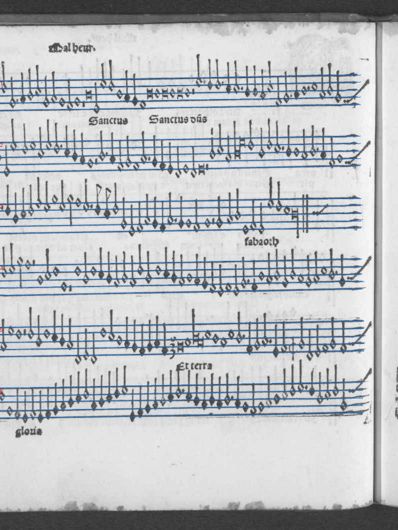 Malheur.
Sanctus Sanctus dñs
sabaoth
Et terra
gloria